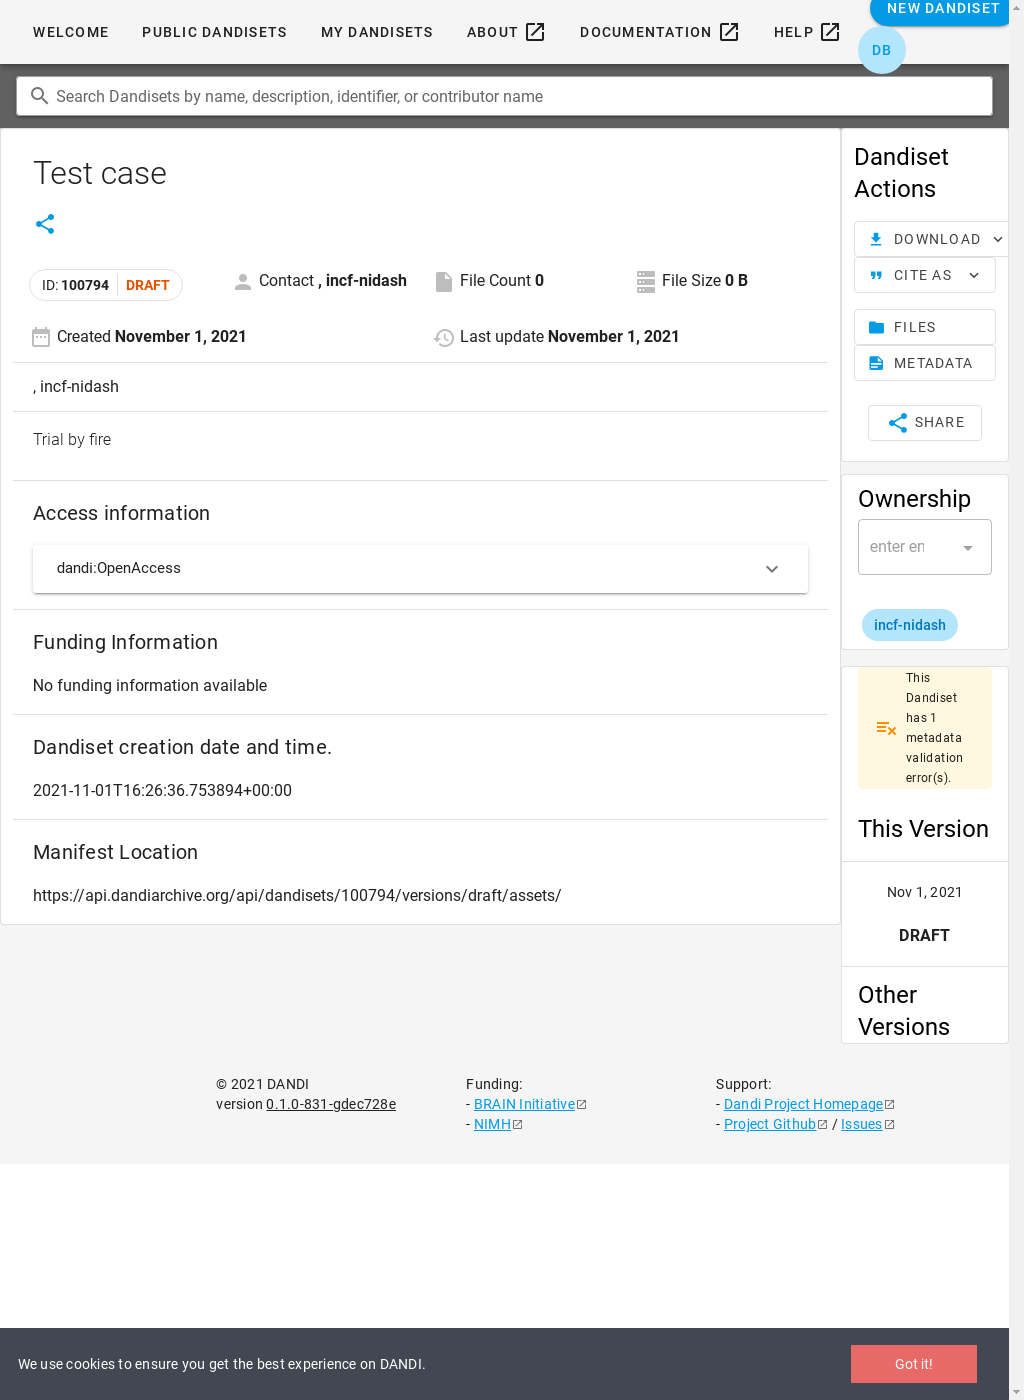 WELCOME PUBLIC DANDISETS MY DANDISETS ABOUT DOCUMENTATION HELP NEW DANDISET
DB
Search Dandisets by name, description, identifier, or contributor name
Test case
ID: 100794 DRAFT
Contact , incf-nidash
File Count 0
File Size 0 B
Created November 1, 2021
Last update November 1, 2021
, incf-nidash
Trial by fire
Access information
dandi:OpenAccess
Funding Information
No funding information available
Dandiset creation date and time.
2021-11-01T16:26:36.753894+00:00
Manifest Location
https://api.dandiarchive.org/api/dandisets/100794/versions/draft/assets/
Dandiset
Actions
DOWNLOAD
CITE AS
FILES
METADATA
SHARE
Ownership
enter en
incf-nidash
This
Dandiset
has 1
metadata
validation
error(s).
This Version
Nov 1, 2021
DRAFT
Other
Versions
© 2021 DANDI
version 0.1.0-831-gdec728e
Funding:
- BRAIN Initiative
- NIMH
Support:
- Dandi Project Homepage
- Project Github / Issues
We use cookies to ensure you get the best experience on DANDI.
Got it!